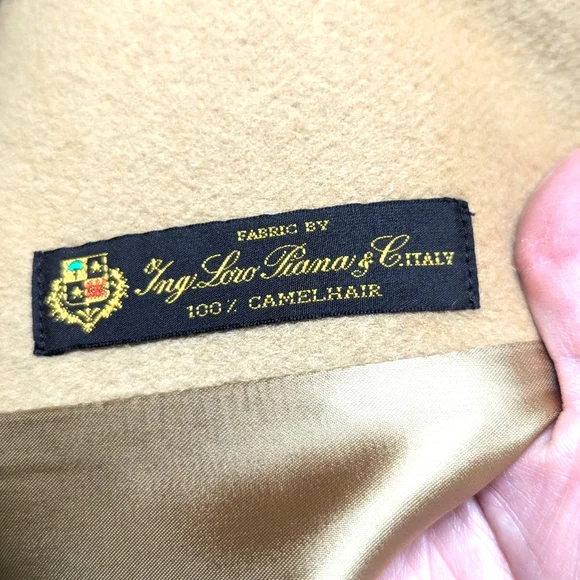 FABRIC BY
Ing. Loro Piana & C. ITALY
100% CAMELHAIR